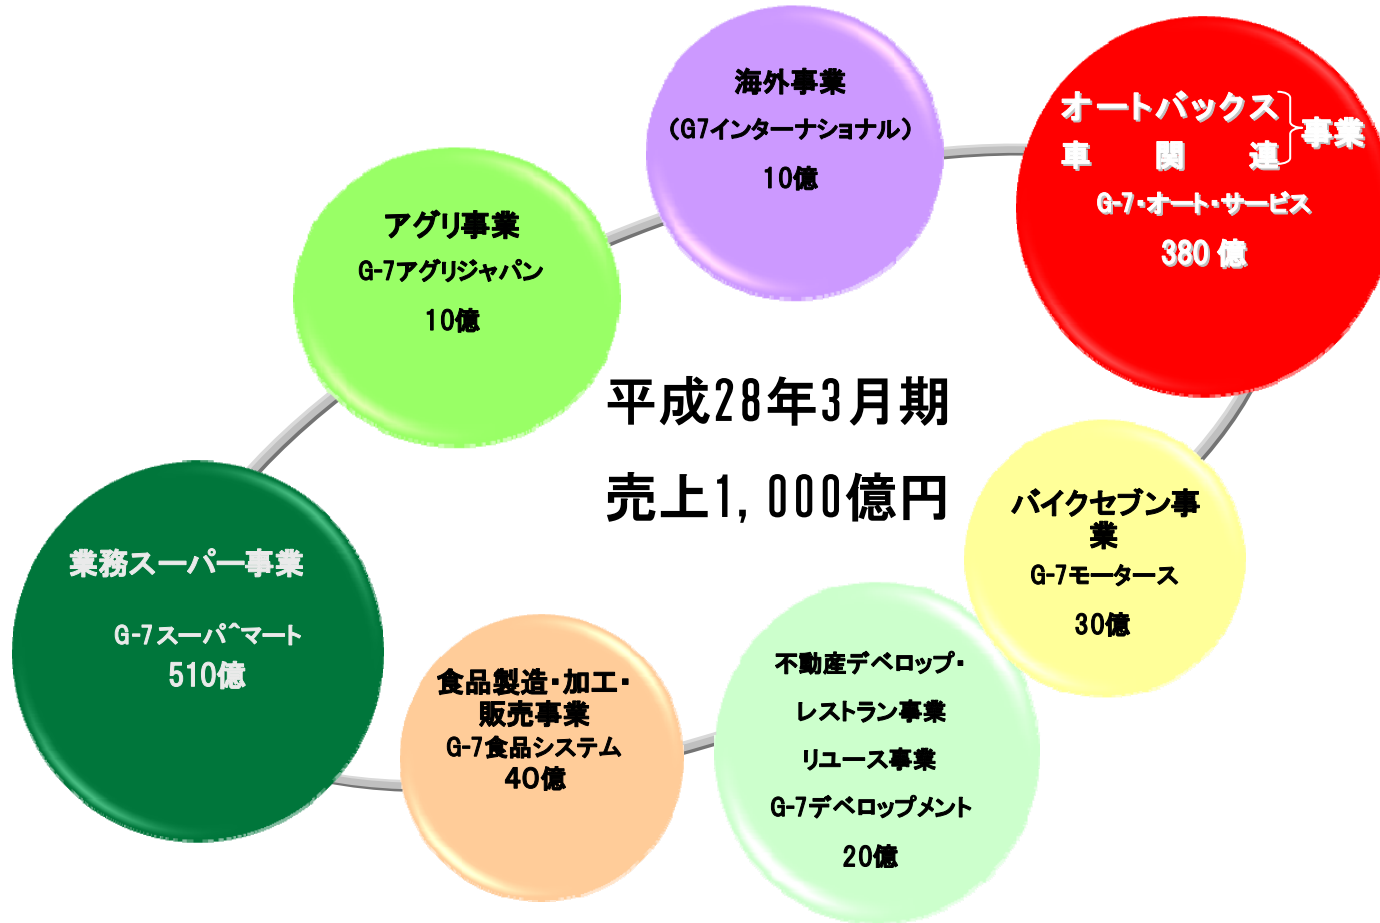 海外事業
（G7インターナショナル）
10億
オートバックス
車関連
事業
G-7・オート・サービス
380 億
アグリ事業
G-7アグリジャパン
10億
平成28年3月期
売上1,000億円
バイクセブン事
業
G-7モータース
30億
業務スーパー事業
G-7スーパ^マート
510億
食品製造・加工・
販売事業
G-7食品システム
40億
不動産デベロップ・
レストラン事業
リユース事業
G-7デベロップメント
20億